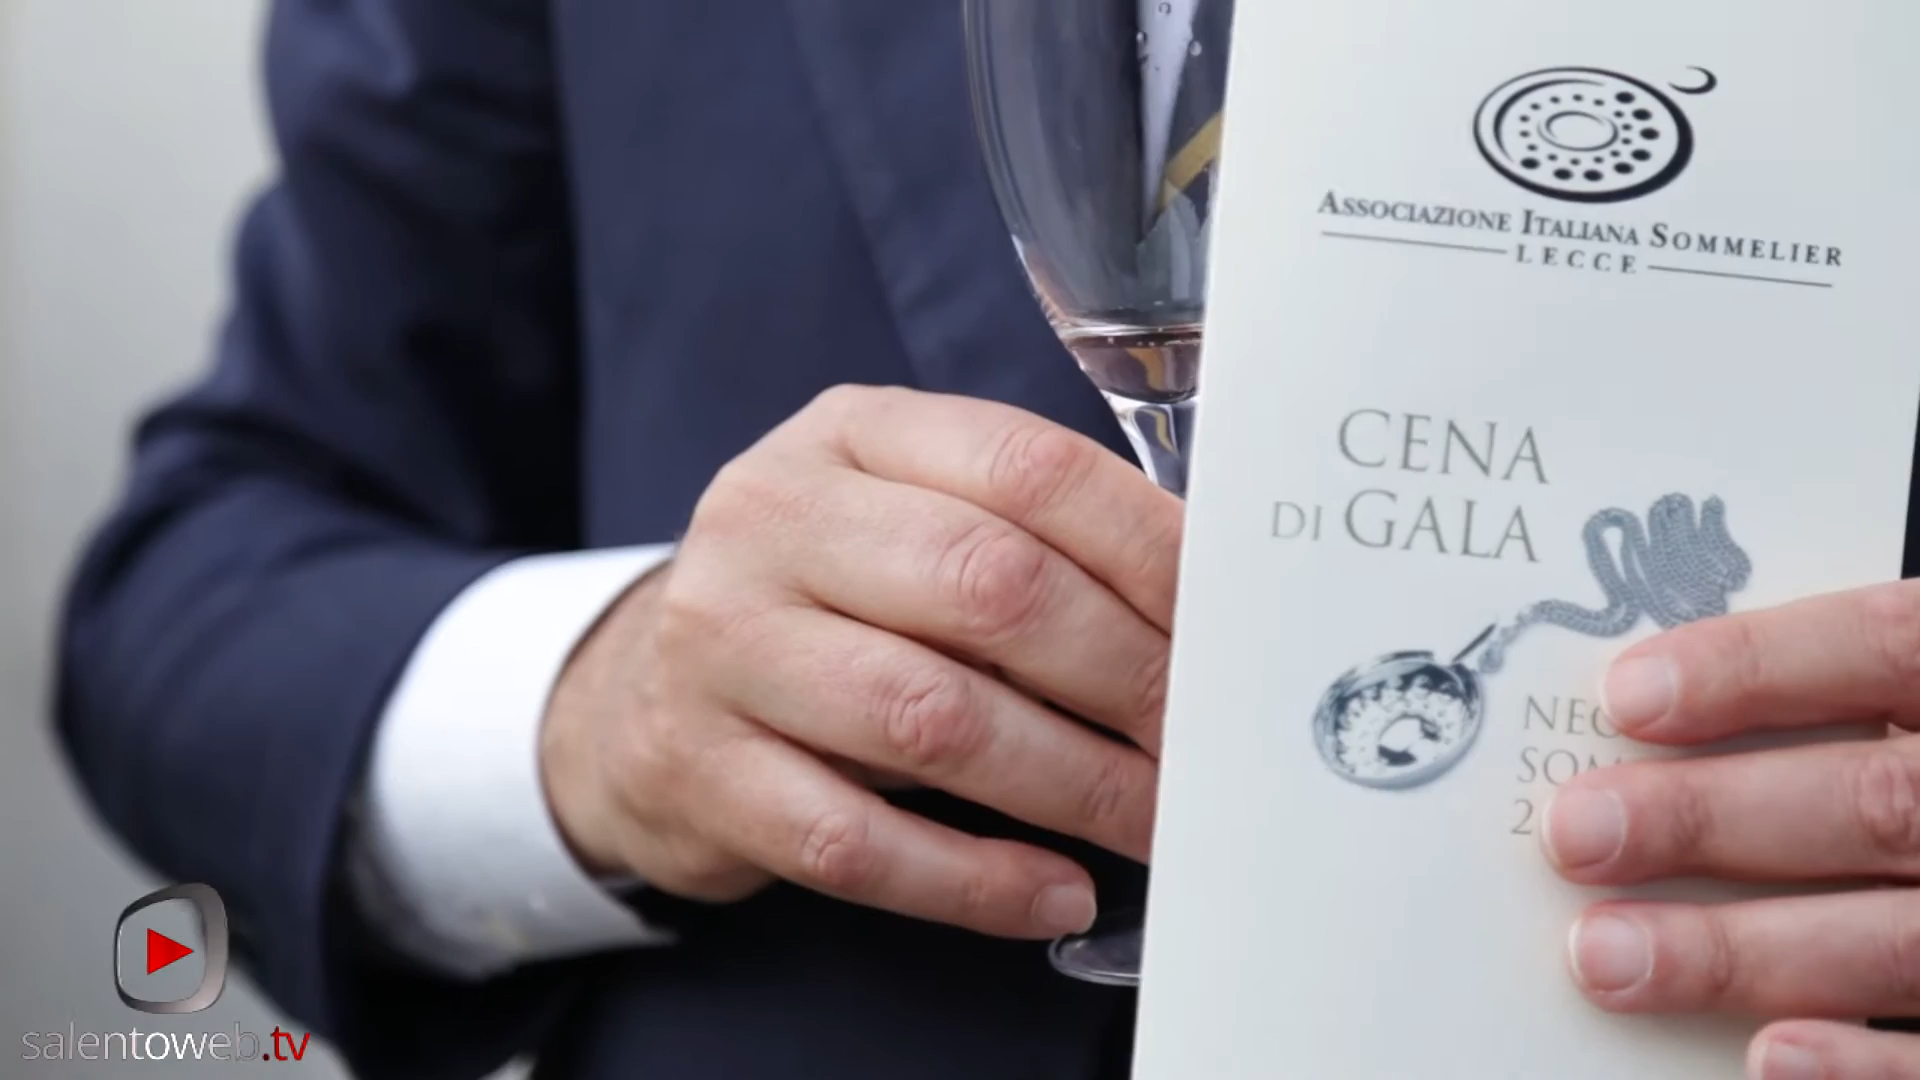 Associazione Italiana Sommelier
LECCE
CENA
DI GALA
salentoweb.tv